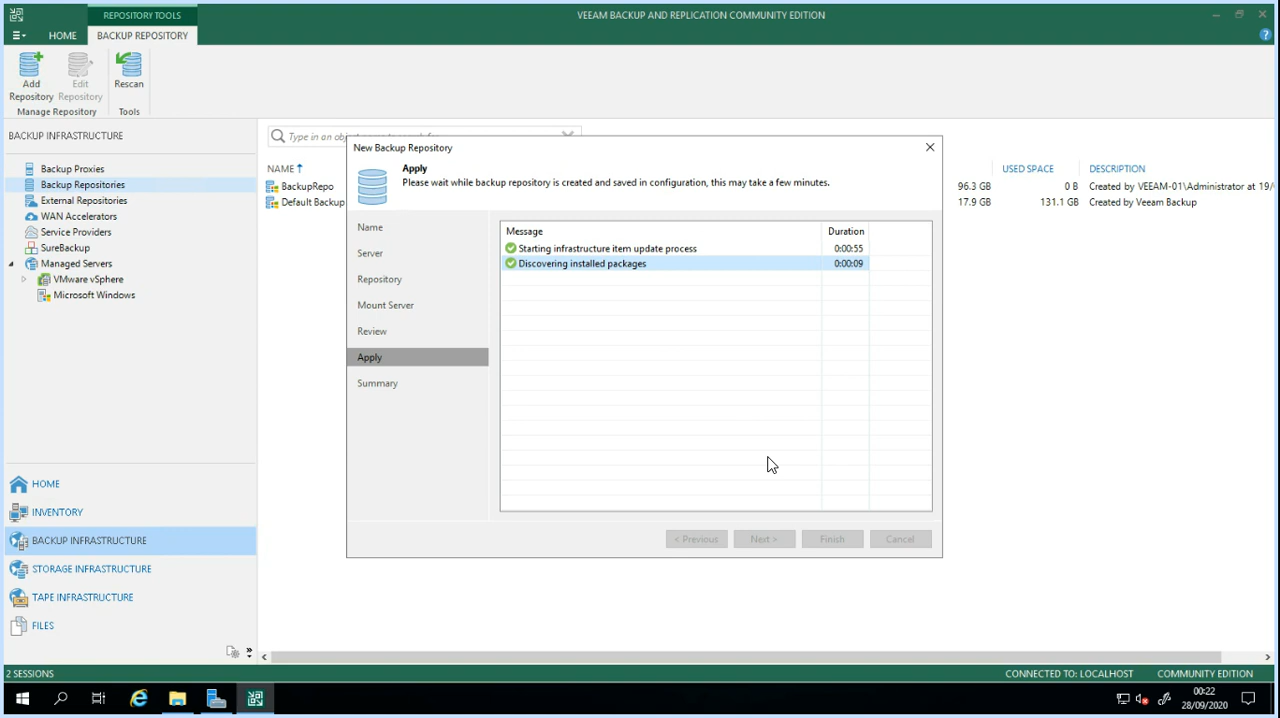 REPOSITORY TOOLS
VEEAM BACKUP AND REPLICATION COMMUNITY EDITION
HOME
BACKUP REPOSITORY
Add Repository
Edit Repository
Rescan
Manage Repository
Tools
BACKUP INFRASTRUCTURE
Backup Proxies
Backup Repositories
External Repositories
WAN Accelerators
Service Providers
SureBackup
Managed Servers
VMware vSphere
Microsoft Windows
HOME
INVENTORY
BACKUP INFRASTRUCTURE
STORAGE INFRASTRUCTURE
TAPE INFRASTRUCTURE
FILES
Type in an
NAME
USED SPACE
DESCRIPTION
BackupRepo
96.3 GB
0 B
Created by VEEAM-01\Administrator at 19/
Default Backup
17.9 GB
131.1 GB
Created by Veeam Backup
New Backup Repository
Apply
Please wait while backup repository is created and saved in configuration, this may take a few minutes.
Name
Server
Repository
Mount Server
Review
Apply
Summary
Message
Duration
Starting infrastructure item update process
0:00:55
Discovering installed packages
0:00:09
< Previous
Next >
Finish
Cancel
2 SESSIONS
CONNECTED TO: LOCALHOST
COMMUNITY EDITION
00:22
28/09/2020